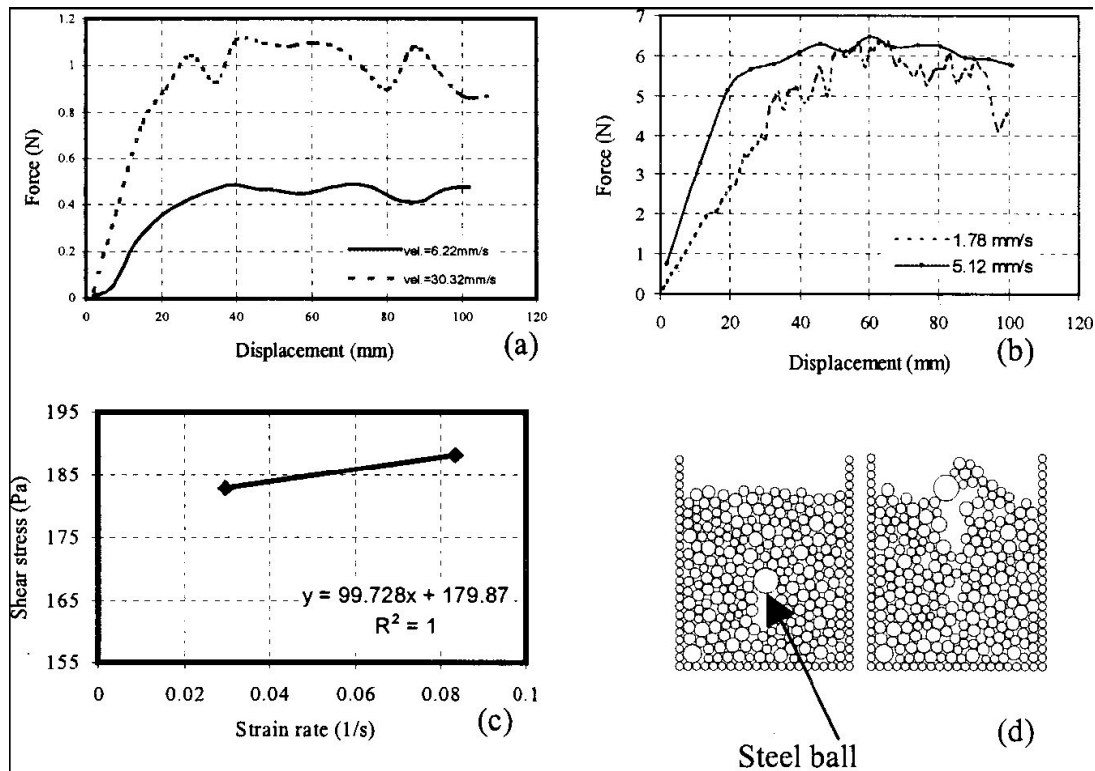 1.2
1
0.8
0.6
0.4
0.2
0
Force (N)
vel.=6.22mm/s
vel.=30.32mm/s
0 20 40 60 80 100 120
Displacement (mm)
(a)
7
6
5
4
3
2
1
0
Force (N)
1.78 mm/s
5.12 mm/s
0 20 40 60 80 100 120
Displacement (mm)
(b)
195
185
175
165
155
Shear stress (Pa)
y = 99.728x + 179.87
R² = 1
0 0.02 0.04 0.06 0.08 0.1
Strain rate (1/s)
(c)
(d)
Steel ball